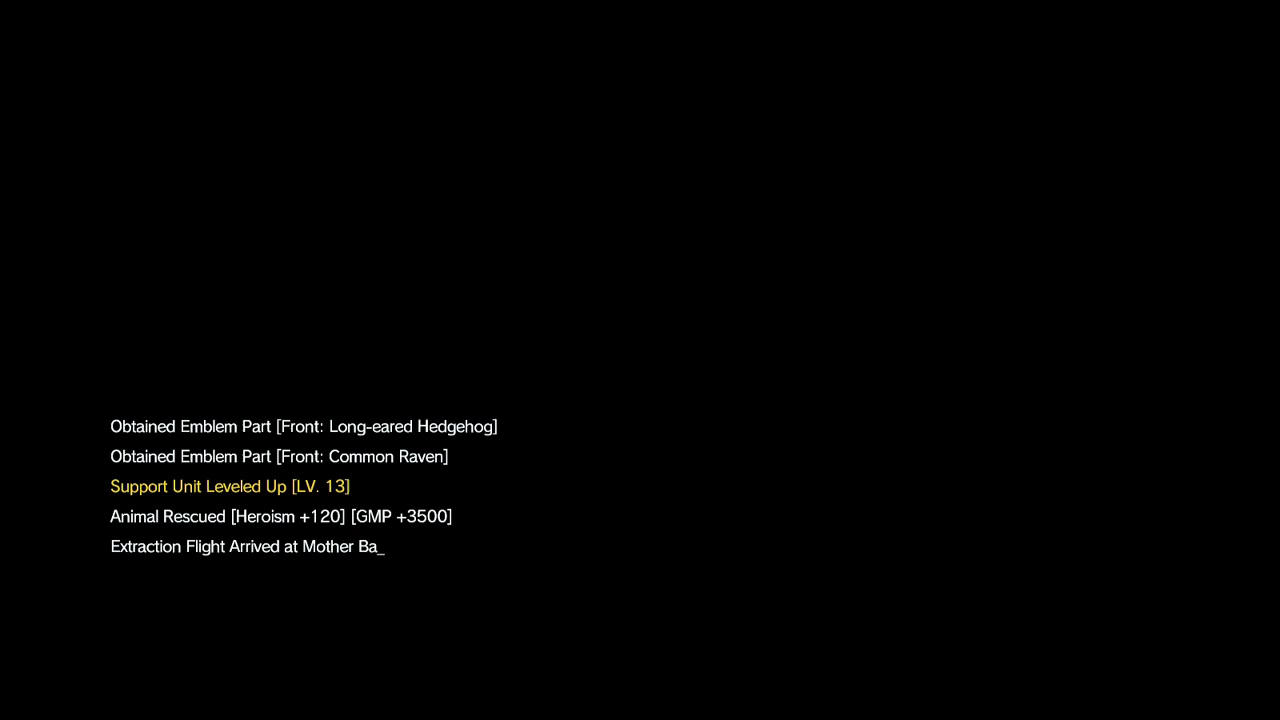 Obtained Emblem Part [Front: Long-eared Hedgehog]
Obtained Emblem Part [Front: Common Raven]
Support Unit Leveled Up [LV. 13]
Animal Rescued [Heroism +120] [GMP +3500]
Extraction Flight Arrived at Mother Ba_